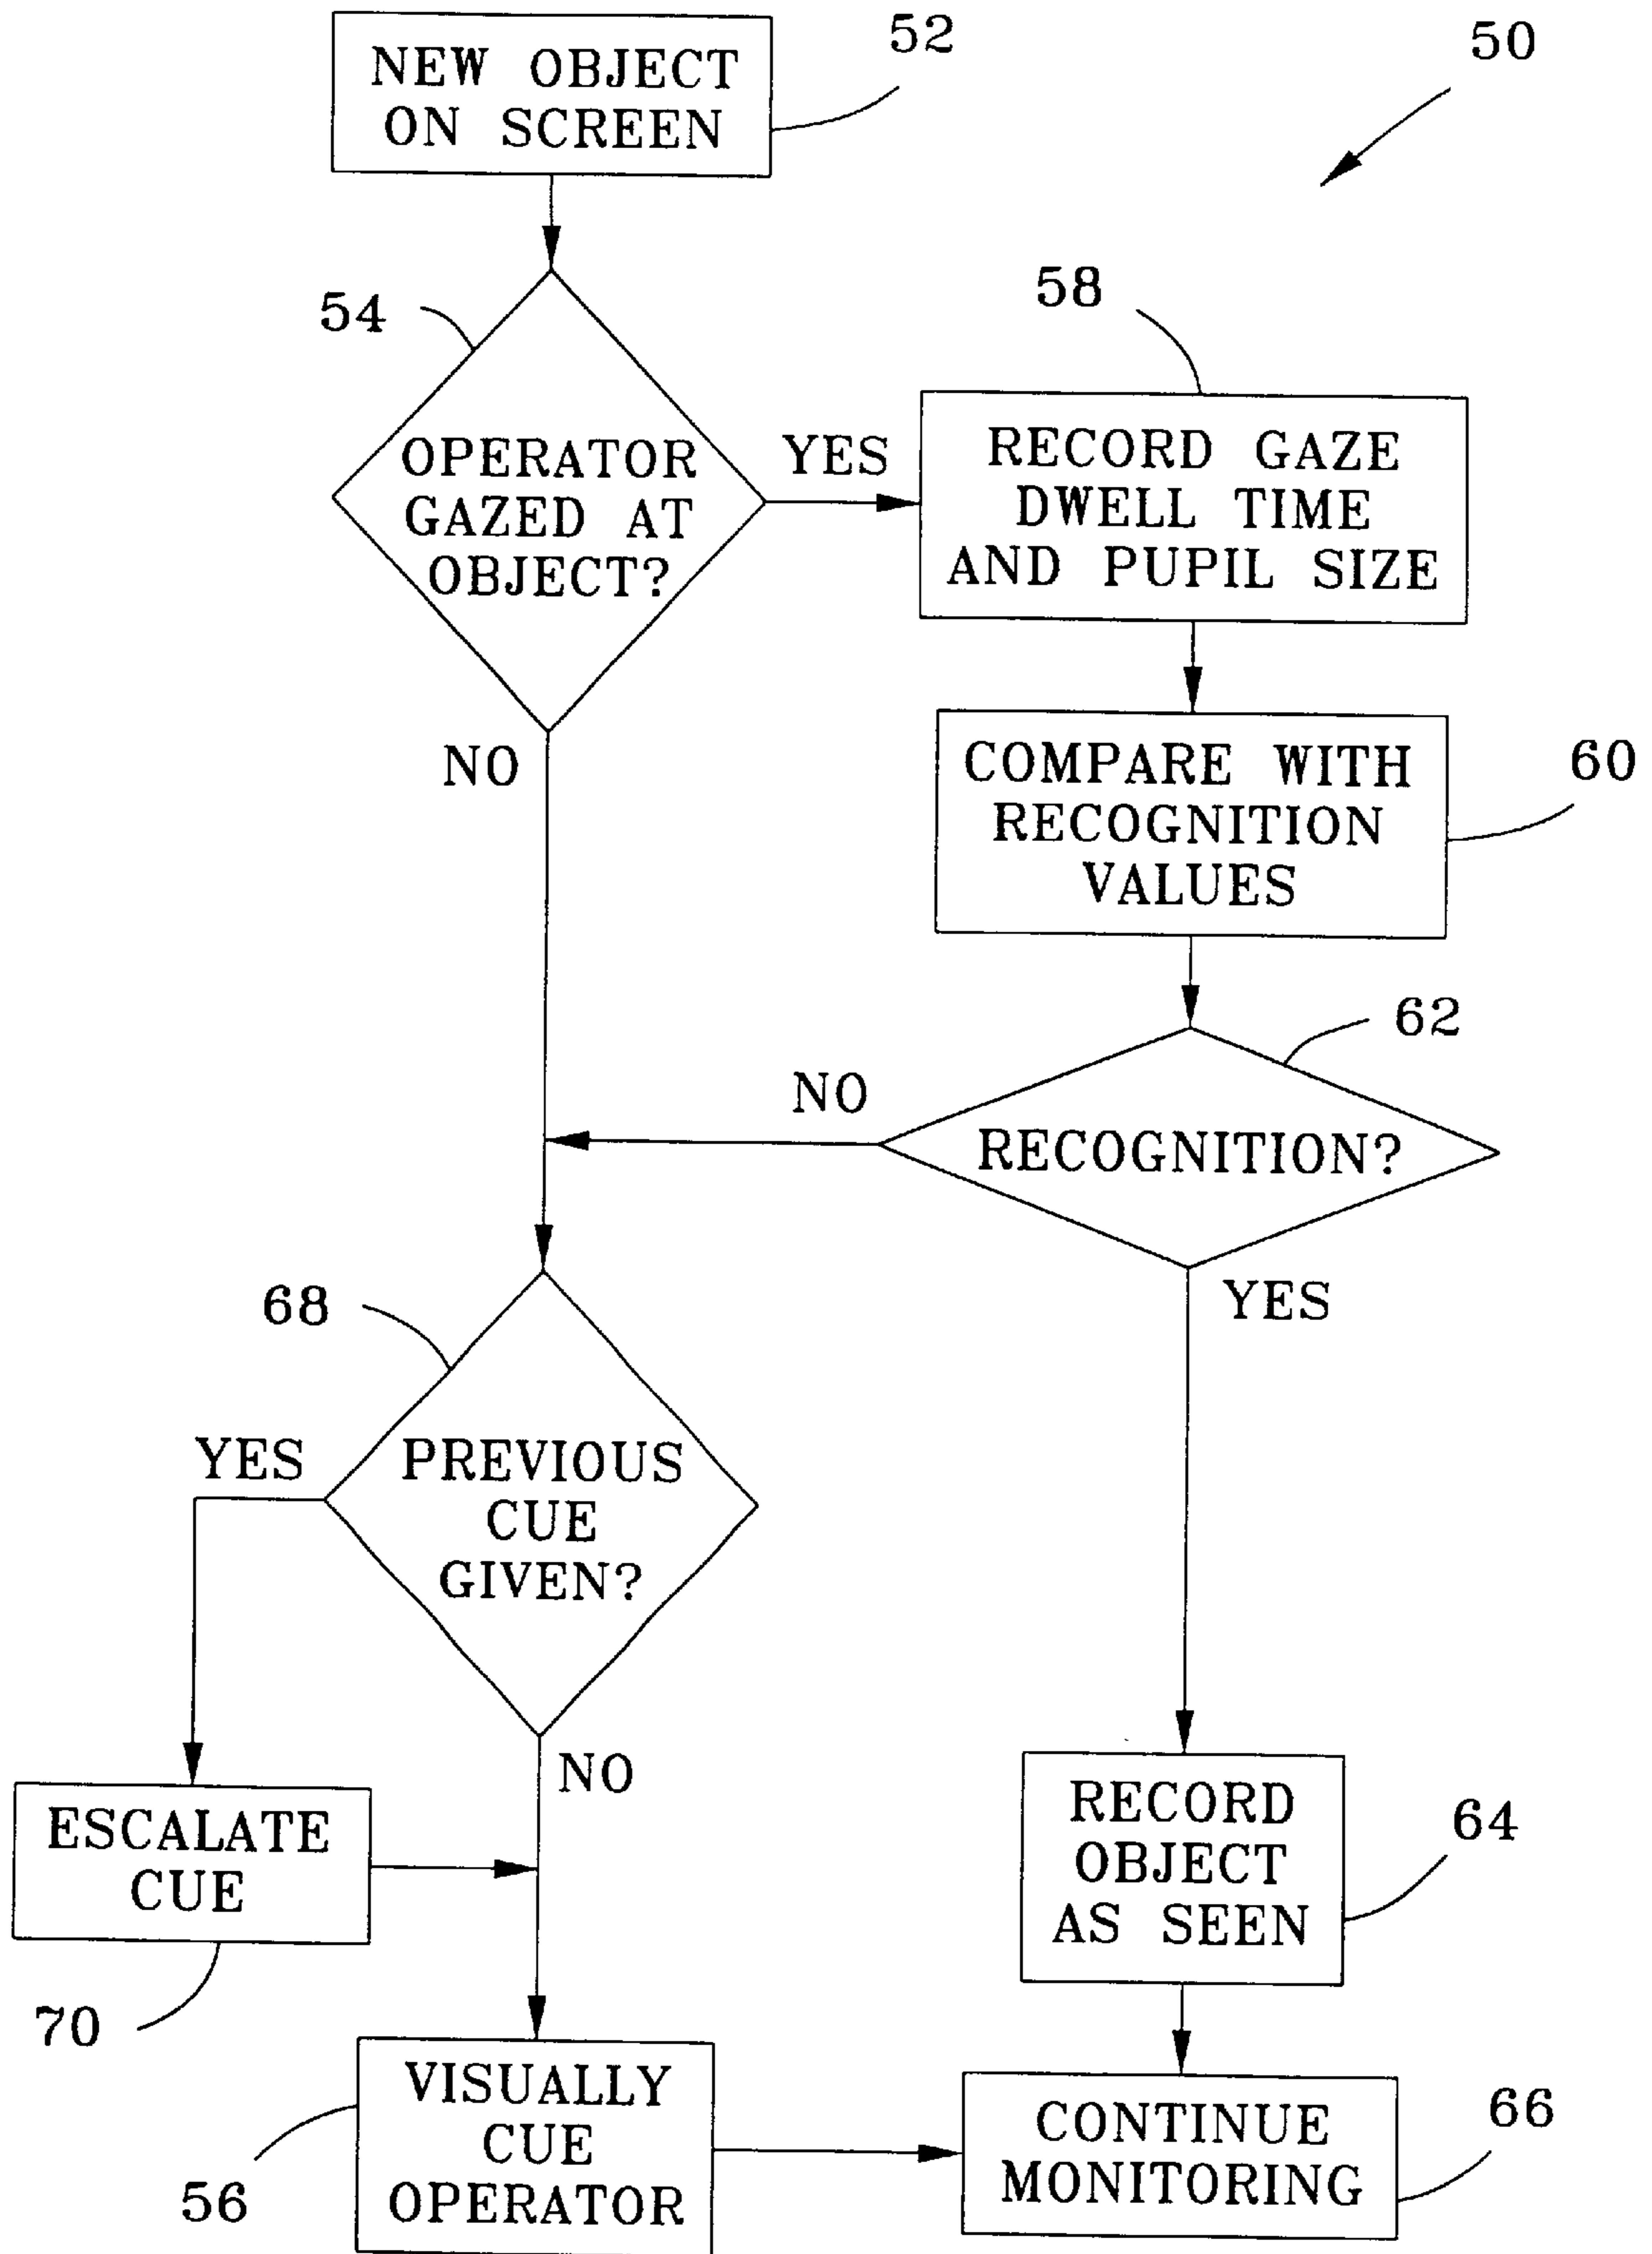 52
50
NEW OBJECT
ON SCREEN
54
58
OPERATOR
GAZED AT
OBJECT?
YES
RECORD GAZE
DWELL TIME
AND PUPIL SIZE
NO
COMPARE WITH
RECOGNITION
VALUES
60
62
NO
RECOGNITION?
YES
68
YES
PREVIOUS
CUE
GIVEN?
NO
ESCALATE
CUE
70
RECORD
OBJECT
AS SEEN
64
VISUALLY
CUE
OPERATOR
56
CONTINUE
MONITORING
66